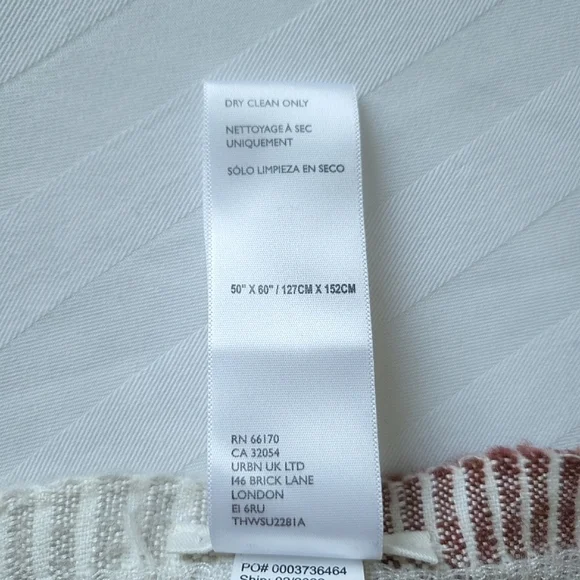 DRY CLEAN ONLY
NETTOYAGE À SEC
UNIQUEMENT
SÓLO LIMPIEZA EN SECO
50" X 60" / 127CM X 152CM
RN 66170
CA 32054
URBN UK LTD
146 BRICK LANE
LONDON
E1 6RU
THWSU2281A
PO# 0003736464